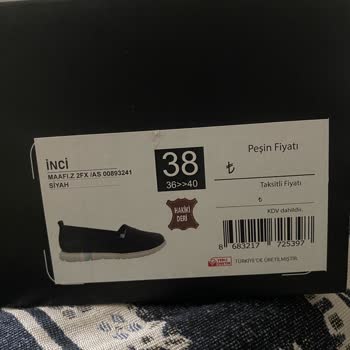 İNCİ
MAAFI.Z 2FX /AS 00893241
SİYAH
38
36>>40
HAKİKİ
DERİ
₺
Peşin Fiyatı
Taksitli Fiyatı
₺
KDV dahildir.
8 683217 725397
TÜRKİYE'DE ÜRETİLMİŞTİR.